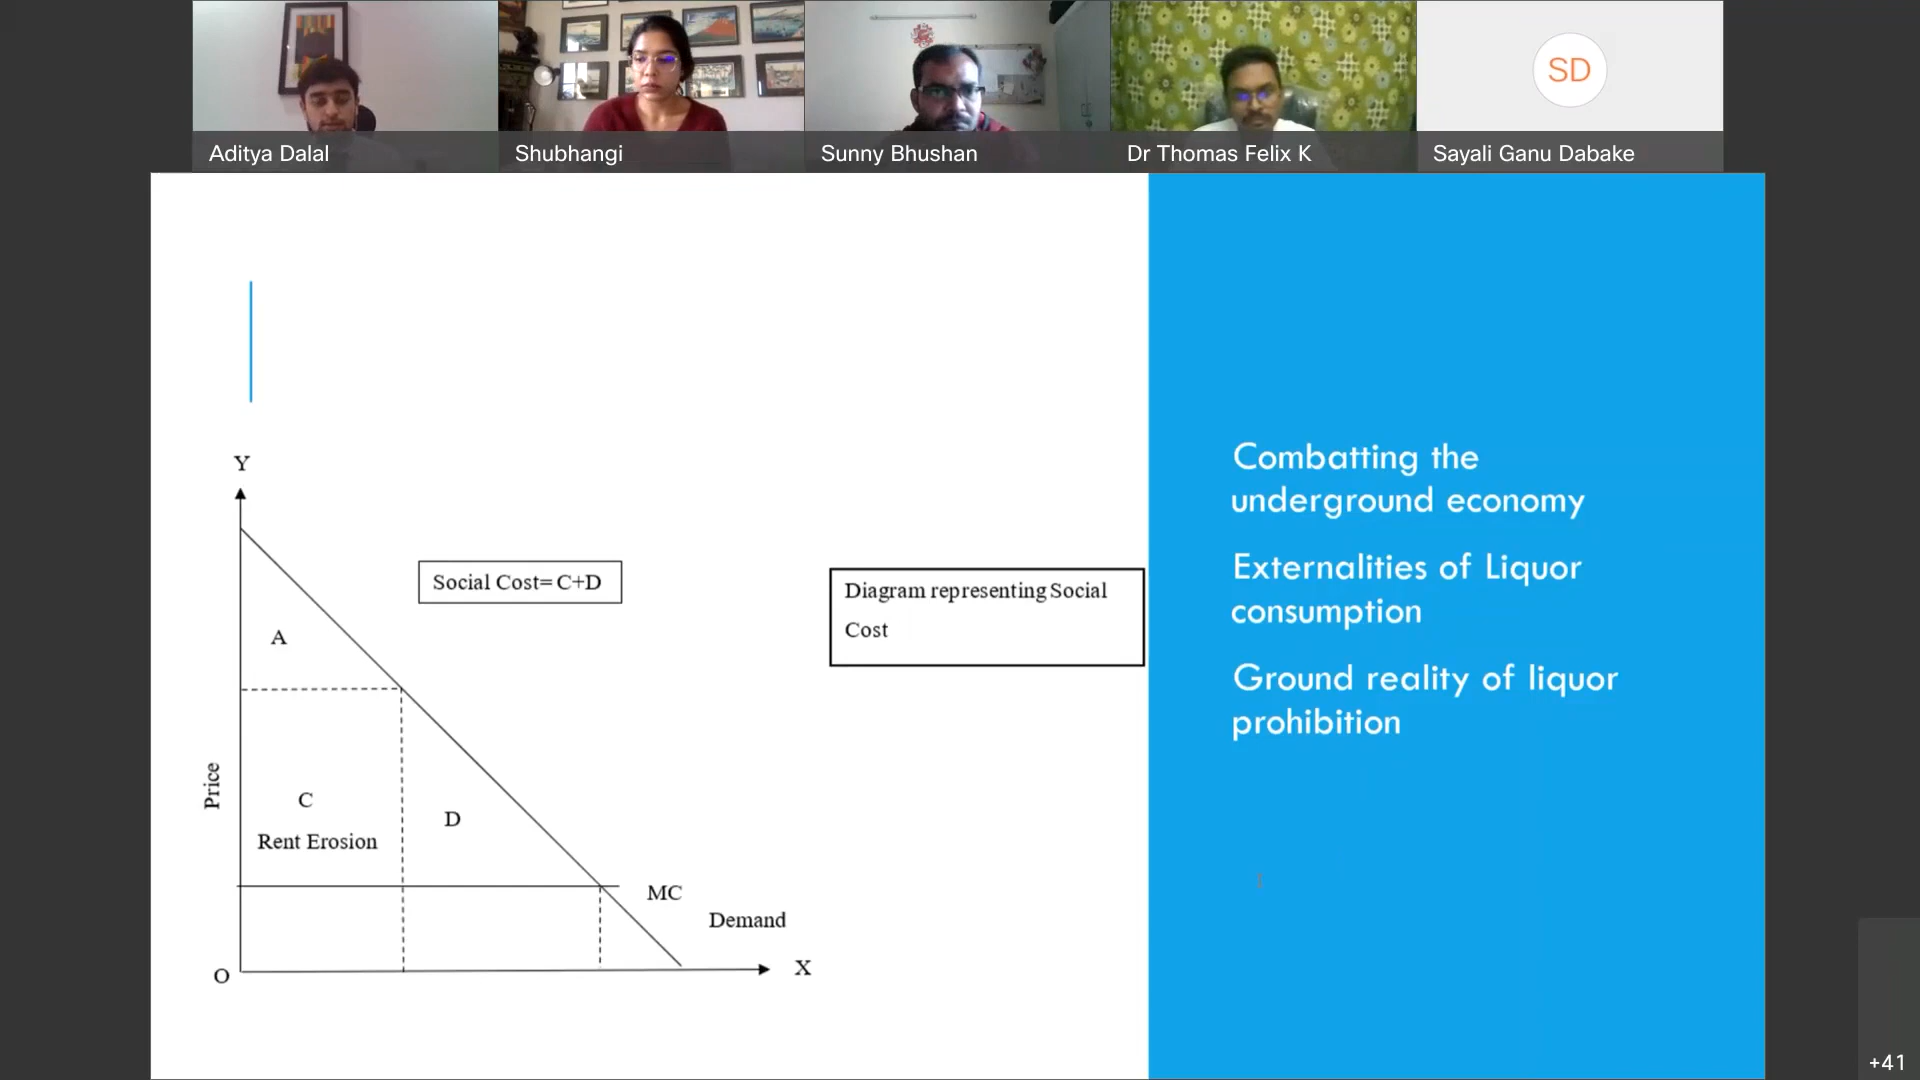 SD
Aditya Dalal
Shubhangi
Sunny Bhushan
Dr Thomas Felix K
Sayali Ganu Dabake
Y
Social Cost= C+D
A
Price
C
Rent Erosion
D
MC
Demand
O
X
Diagram representing Social
Cost
Combatting the
underground economy
Externalities of Liquor
consumption
Ground reality of liquor
prohibition
+41